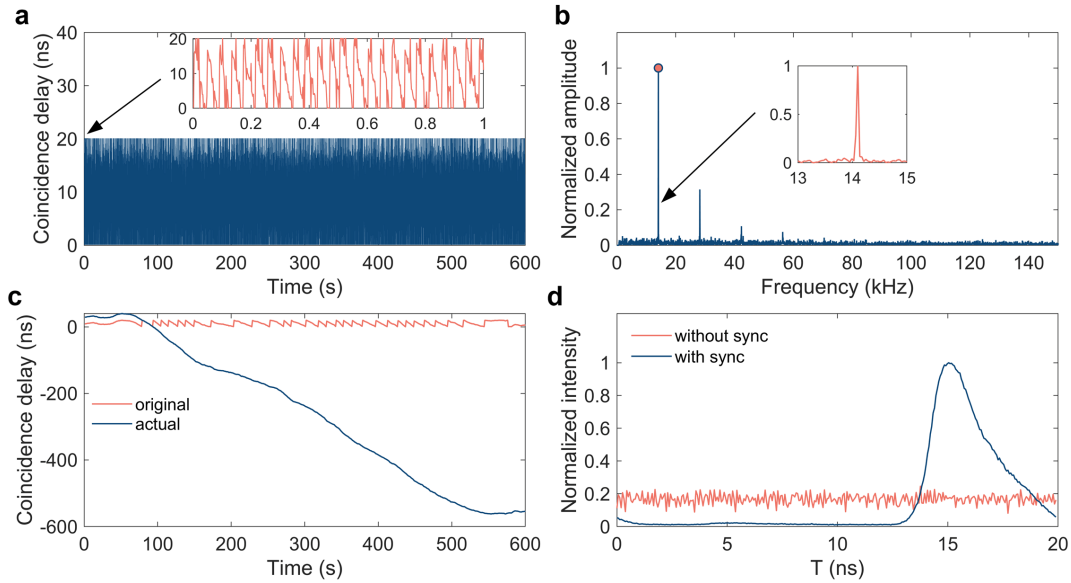 a
Coincidence delay (ns)
40
30
20
10
0
0 100 200 300 400 500 600
Time (s)
20
10
0
0 0.2 0.4 0.6 0.8 1
b
Normalized amplitude
1
0.8
0.6
0.4
0.2
0
0 20 40 60 80 100 120 140
Frequency (kHz)
1
0.5
0
13 14 15
c
Coincidence delay (ns)
0
-200
-400
-600
0 100 200 300 400 500 600
Time (s)
original
actual
d
Normalized intensity
1
0.8
0.6
0.4
0.2
0
0 5 10 15 20
T (ns)
without sync
with sync